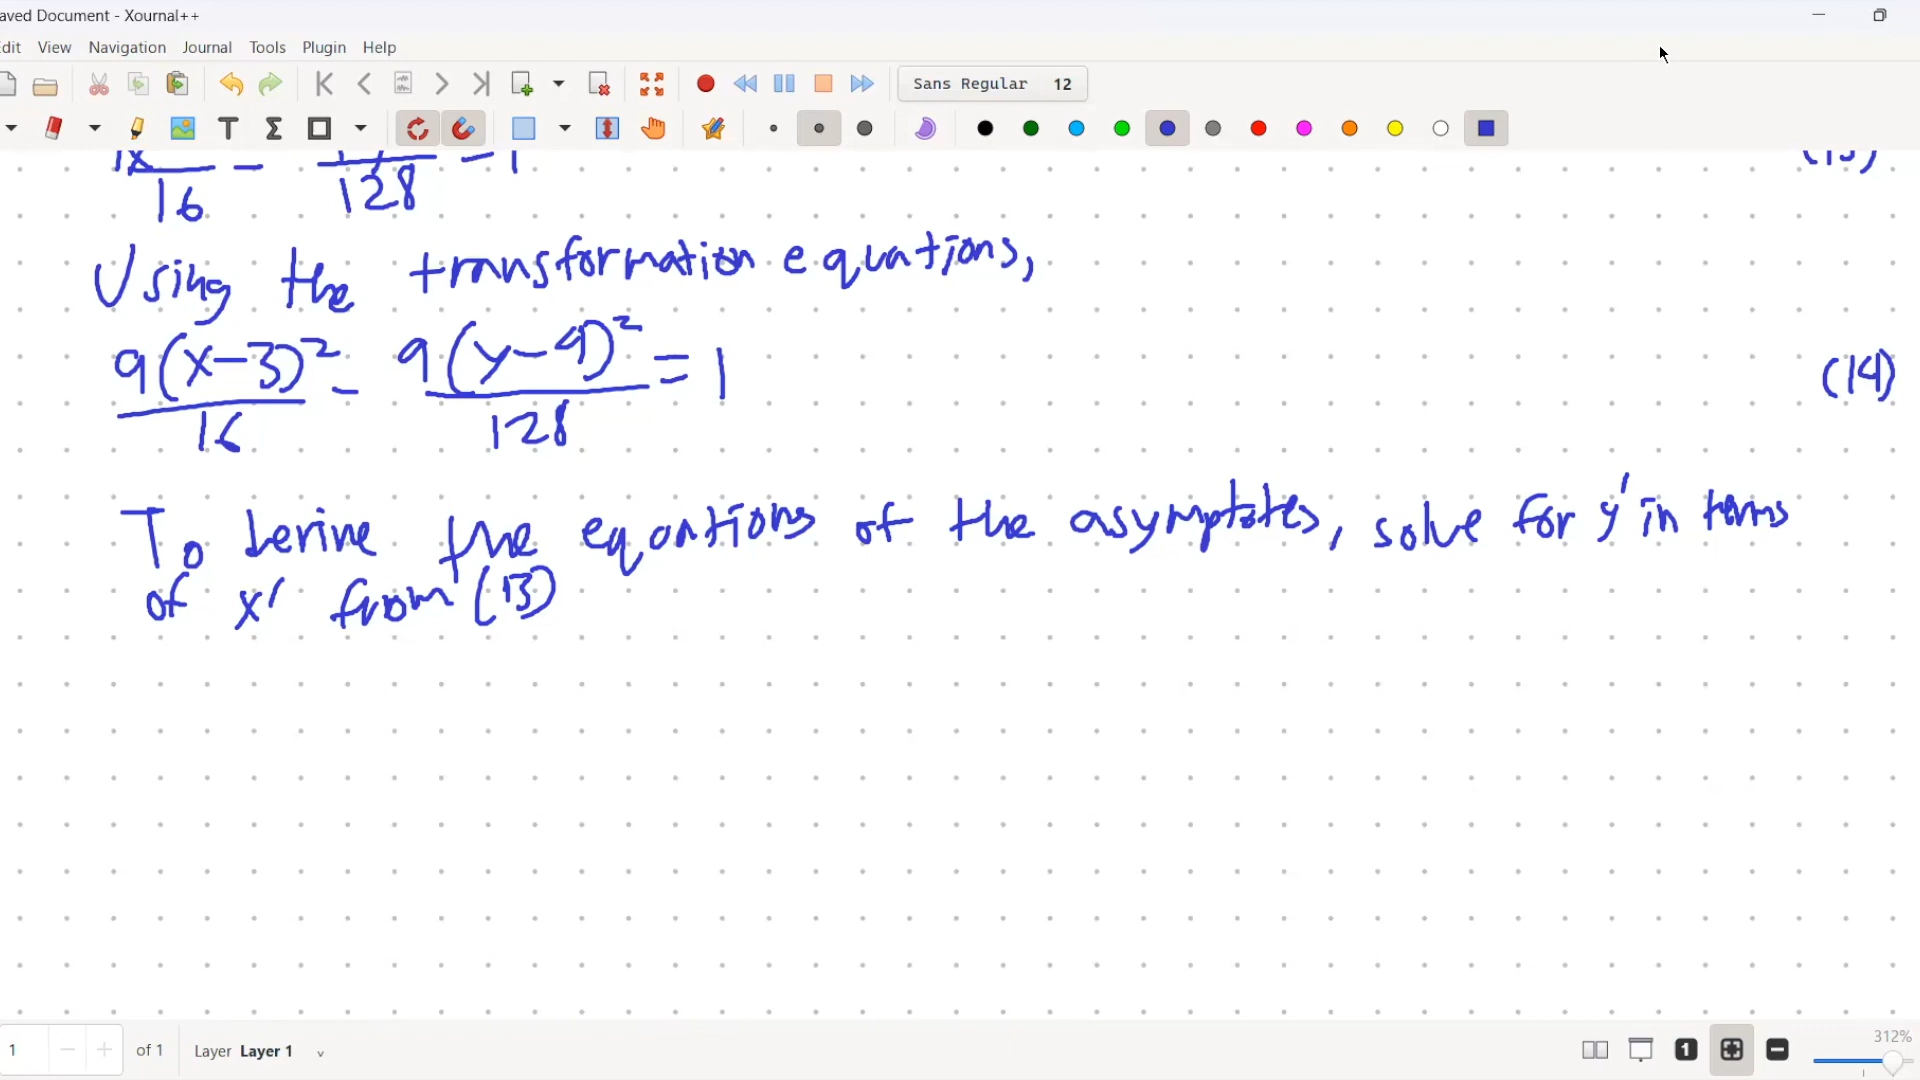 aved Document - Xournal++
dit View Navigation Journal Tools Plugin Help
Sans Regular 12
16 - 128 = 1
Using the transformation equations,
9(x-3)² / 16 - 9(y-4)² / 128 = 1 (14)
To derive the equations of the asymptotes, solve for y' in terms
of x' from (13)
1 of 1 Layer Layer 1 312%